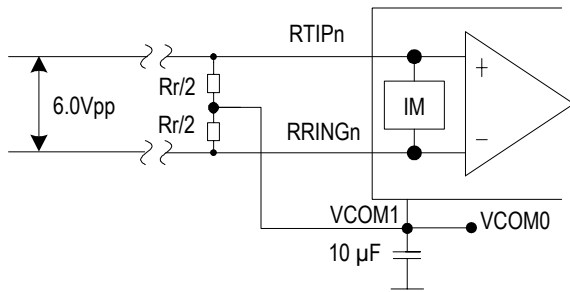 RTIPn
Rr/2
6.0Vpp
IM
Rr/2
RRINGn
+
−
VCOM1
VCOM0
10 µF